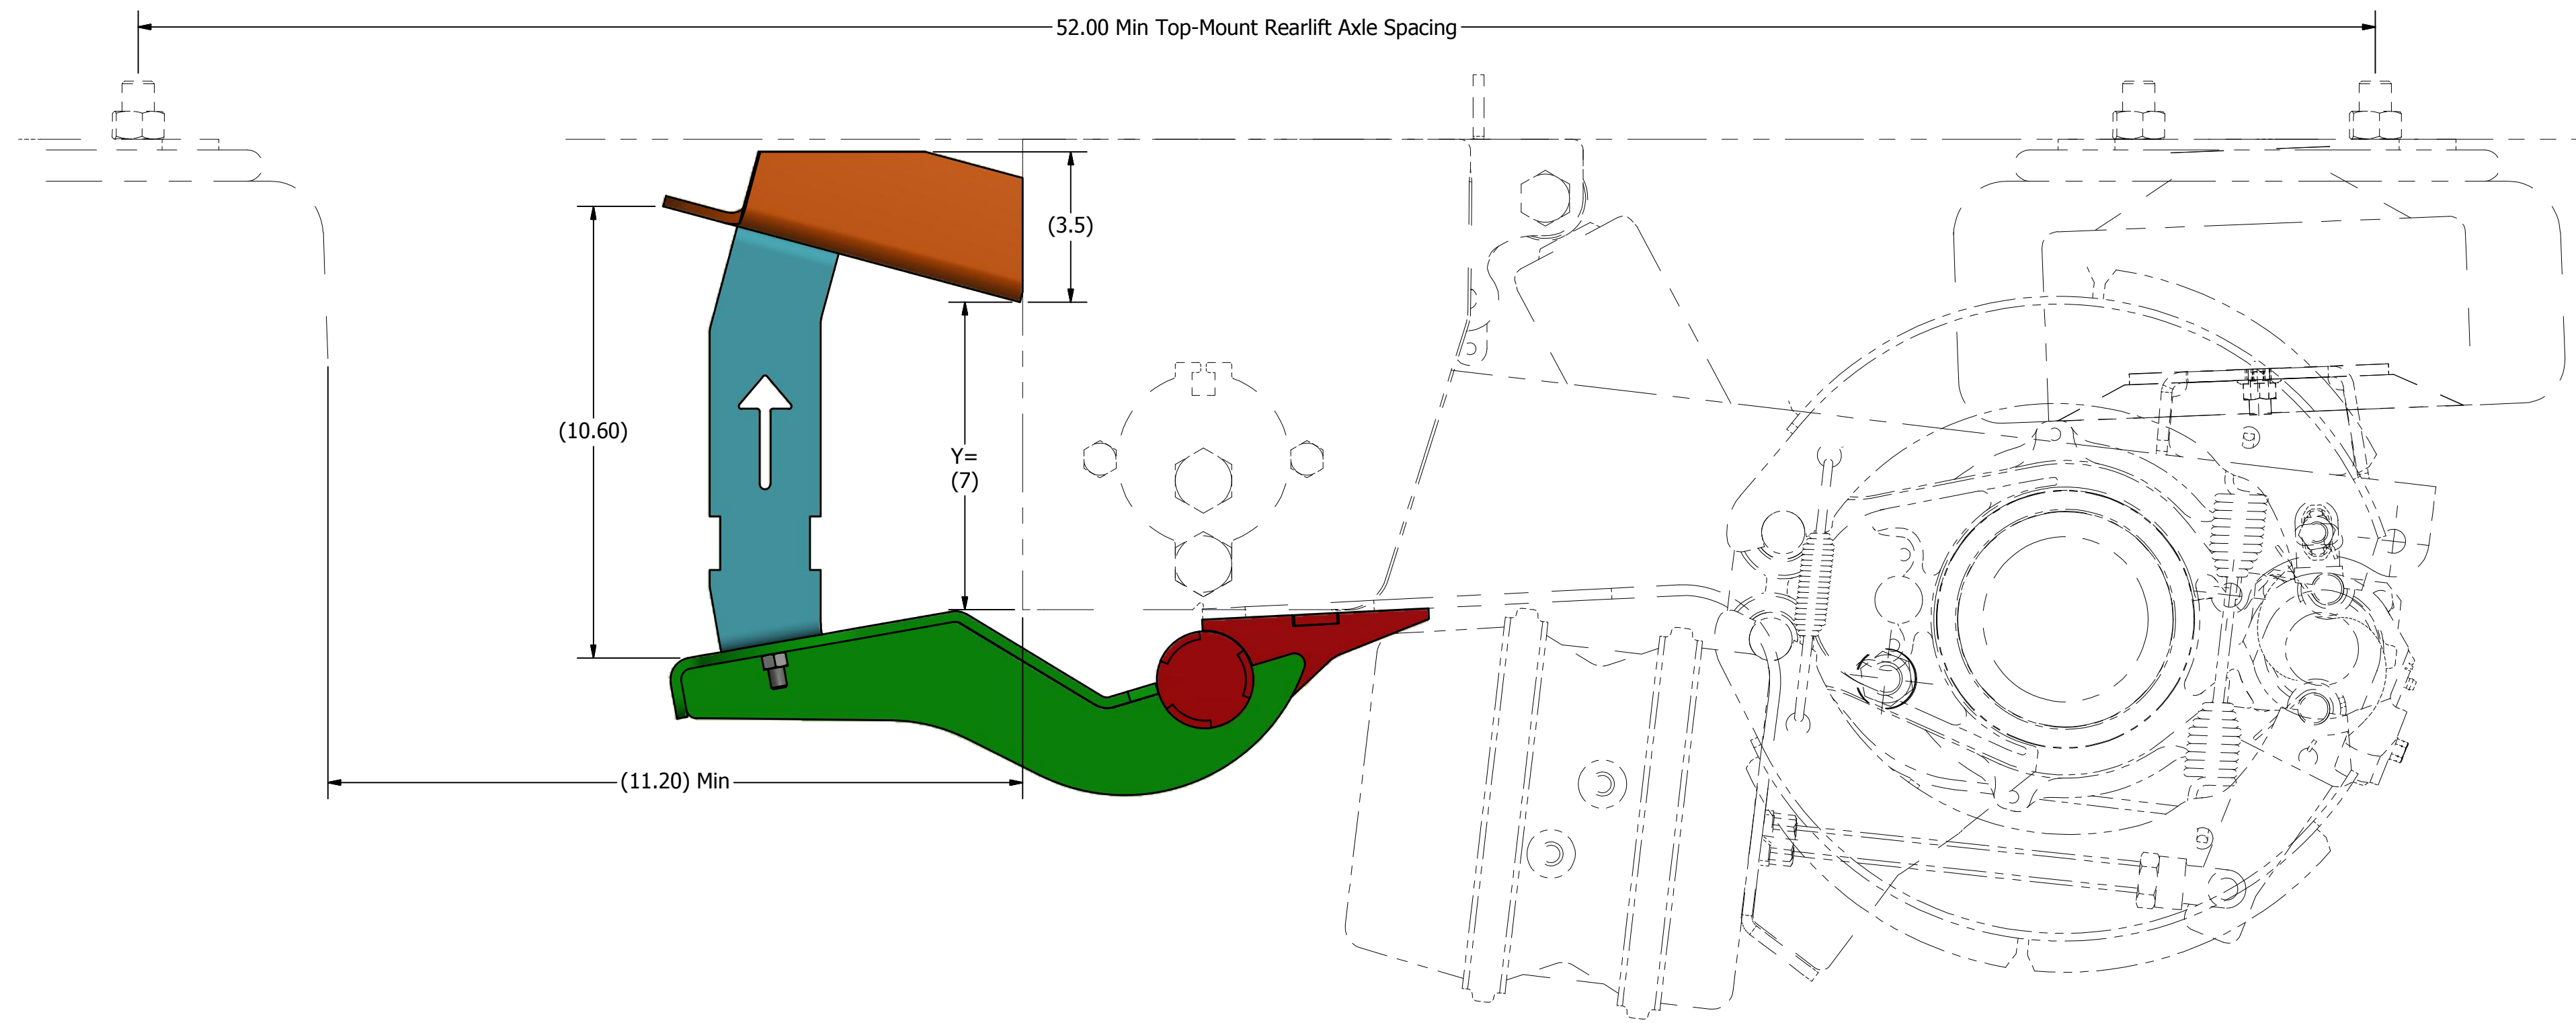 52.00 Min Top-Mount Rearlift Axle Spacing
(3.5)
(10.60)
Y=
(7)
(11.20) Min